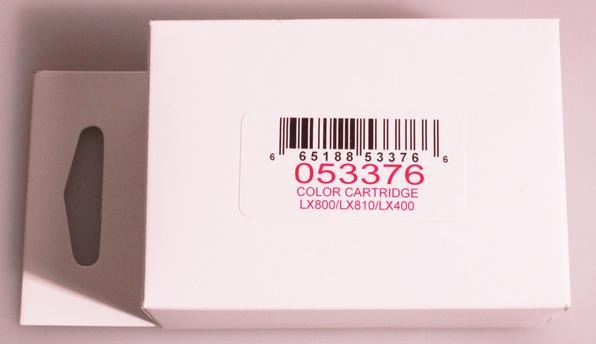 6 65188 53376 6
053376
COLOR CARTRIDGE
LX800/LX810/LX400